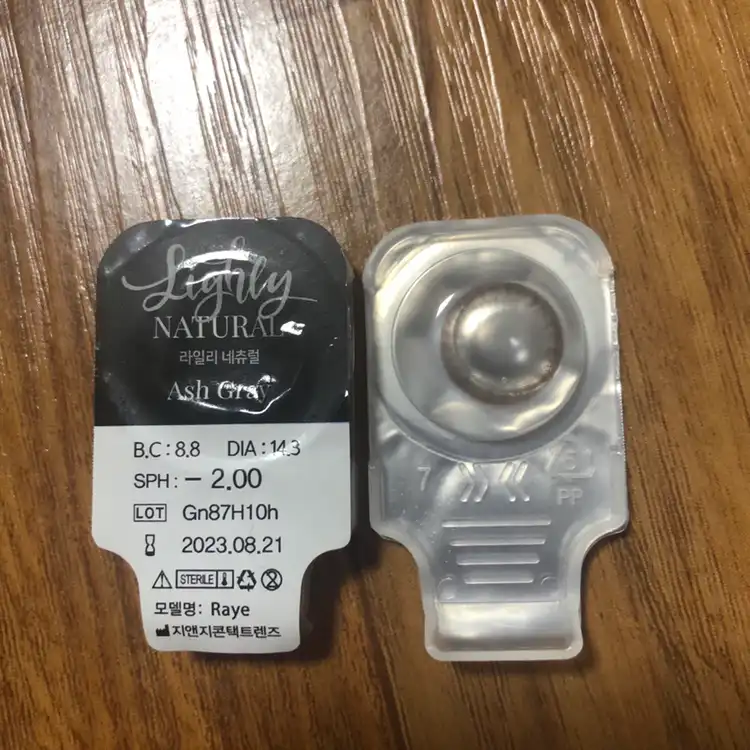 Lighly
NATURAL
라일리 네츄럴
Ash Gray
B.C : 8.8 DIA : 14.3
SPH : - 2.00
LOT Gn87H10h
2023.08.21
STERILE
모델명: Raye
지앤지콘택트렌즈
7
5
PP